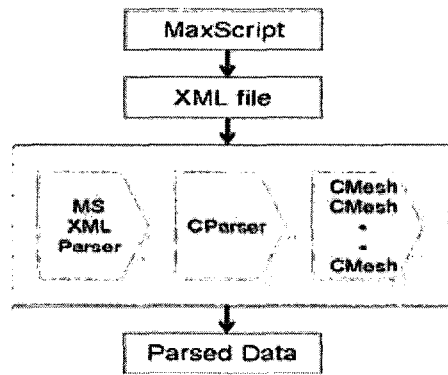 MaxScript
XML file
MS
XML
Parser
CParser
CMesh
CMesh
CMesh
Parsed Data